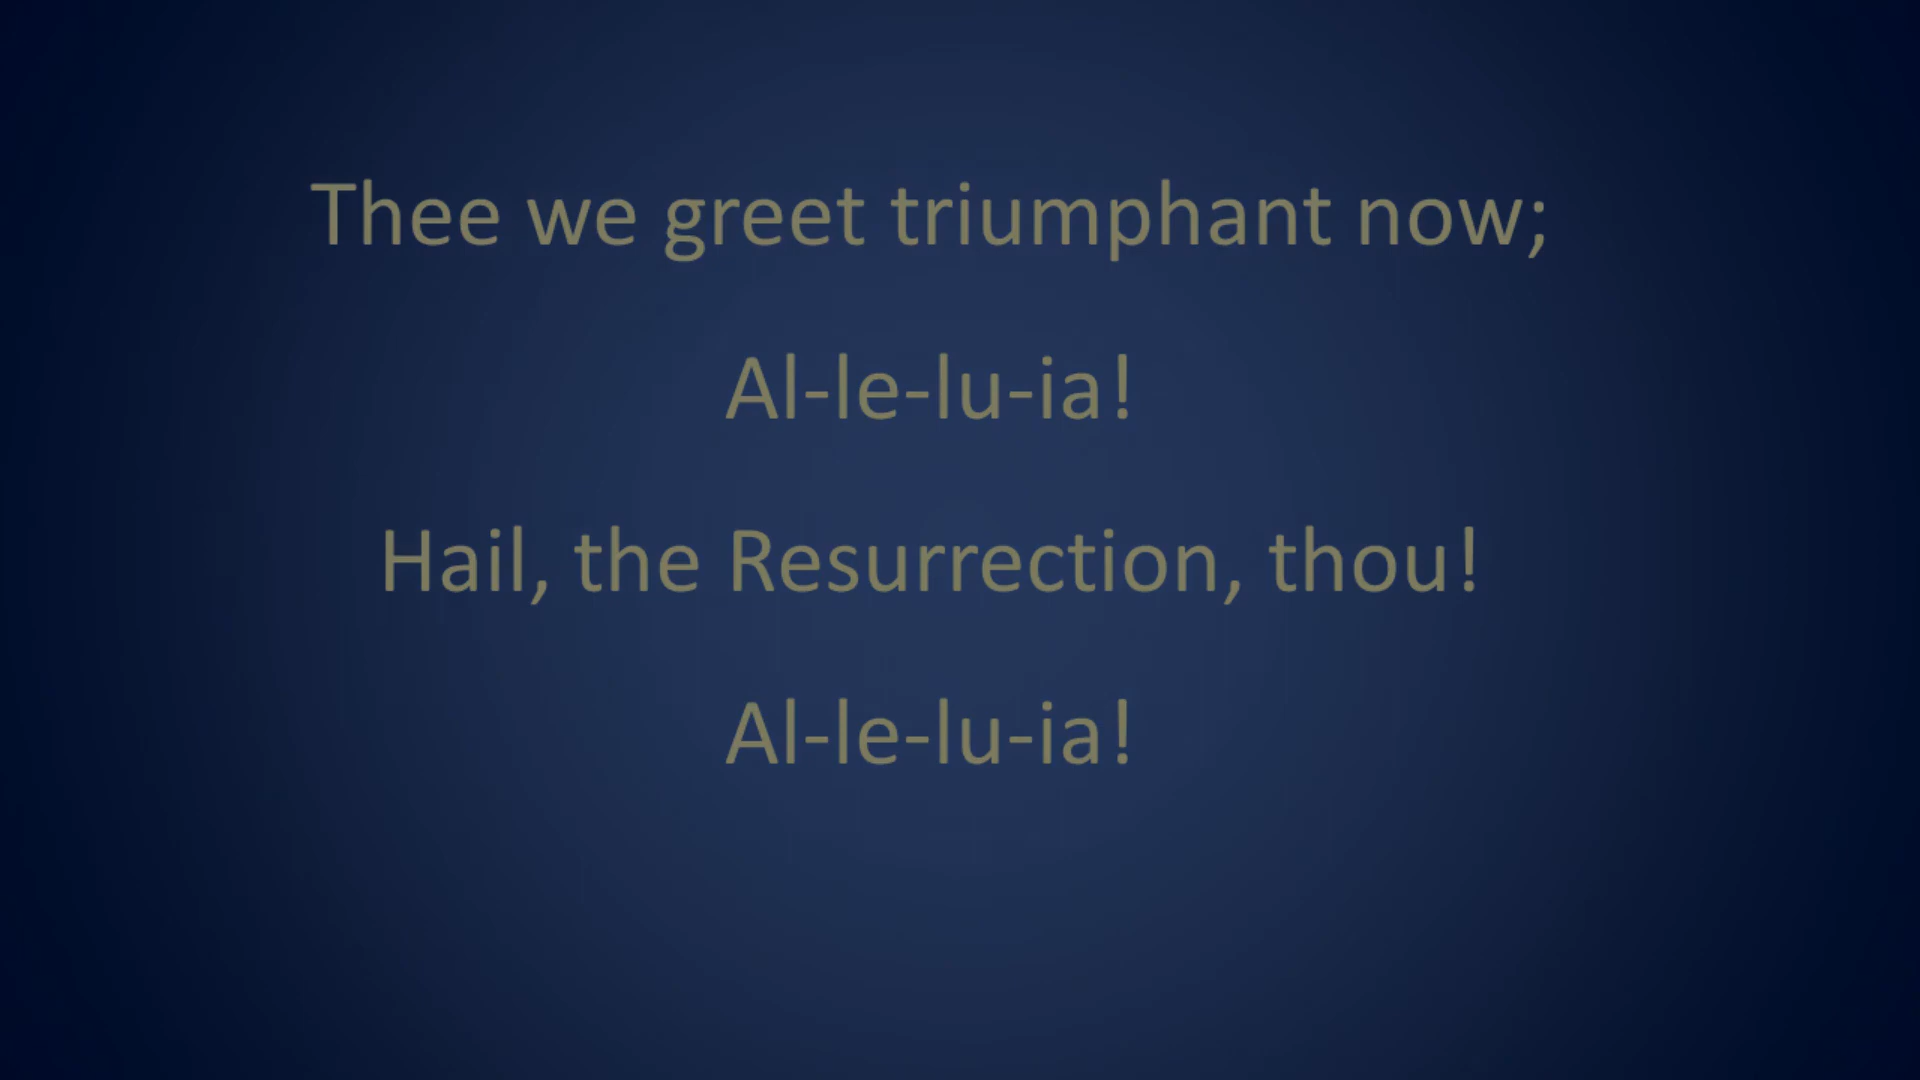 Thee we greet triumphant now;
Al-le-lu-ia!
Hail, the Resurrection, thou!
Al-le-lu-ia!